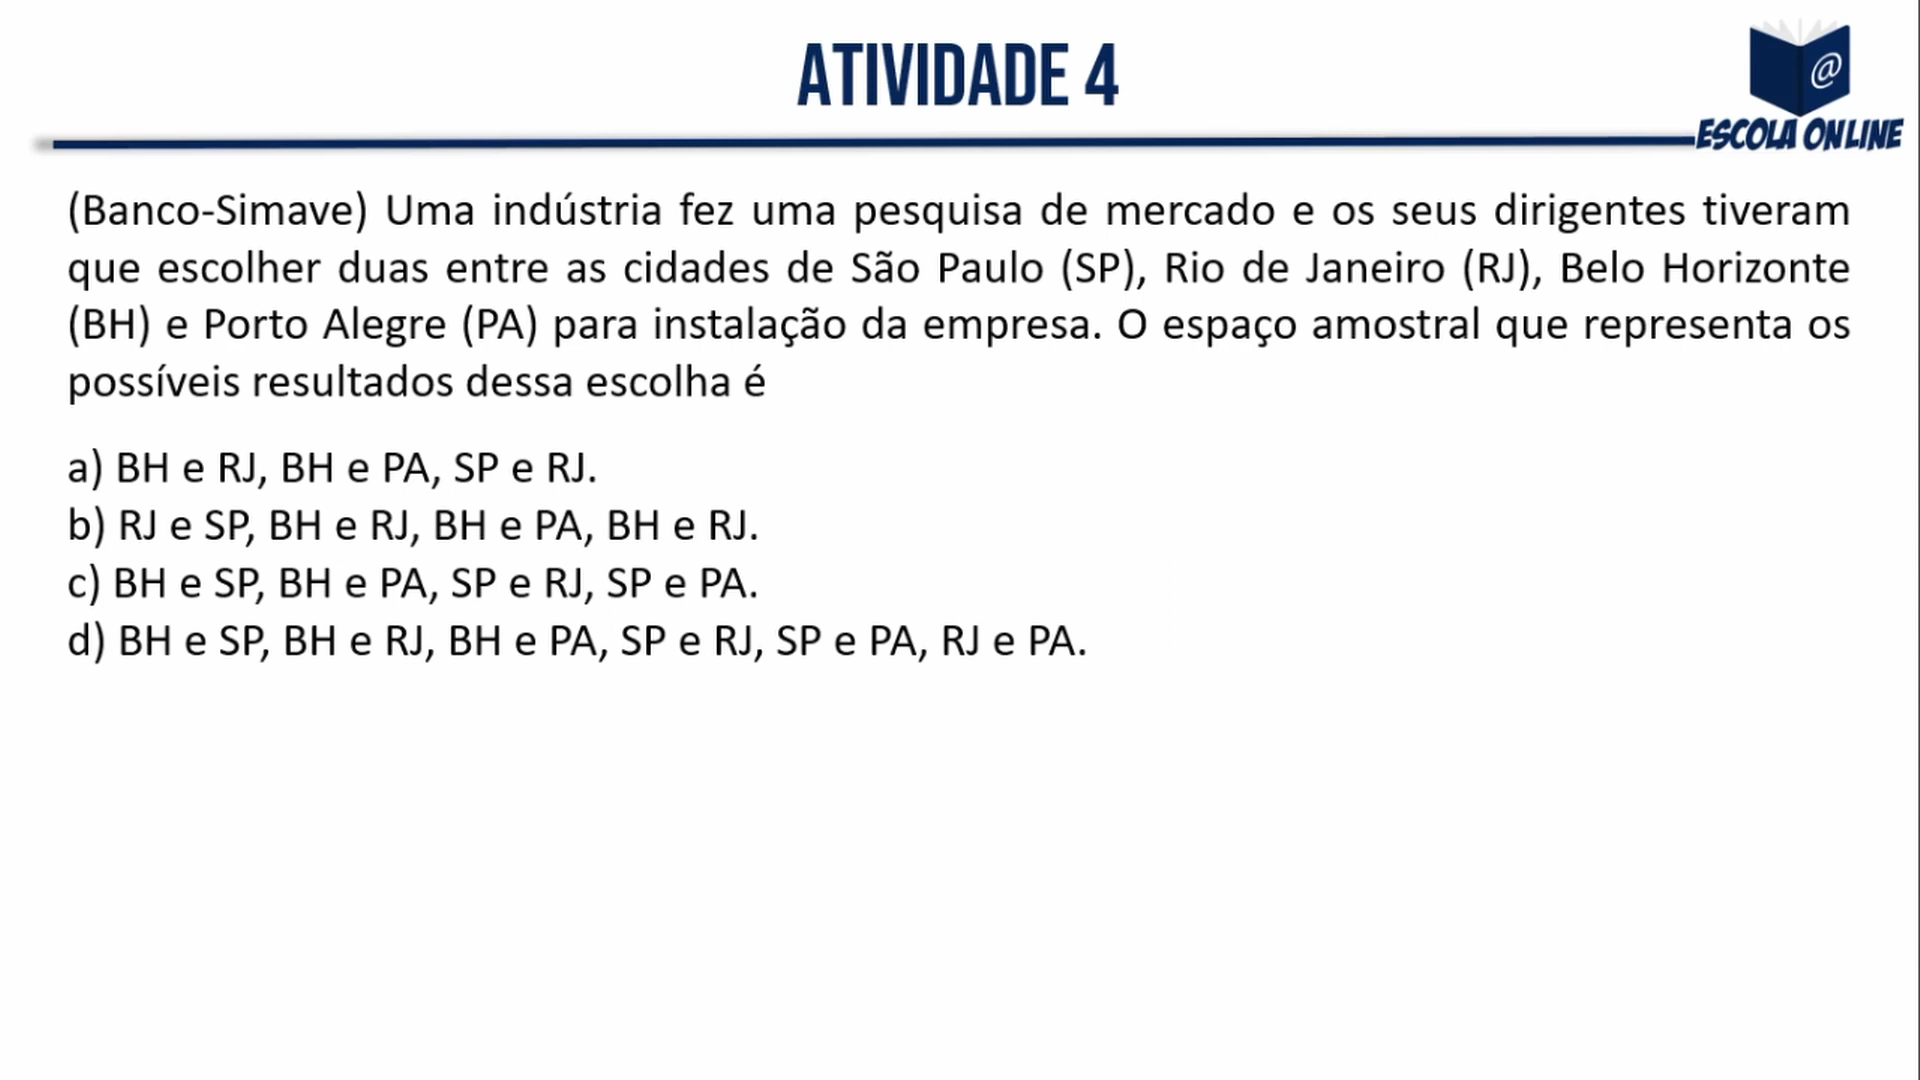 ATIVIDADE 4
@
ESCOLA ONLINE
(Banco-Simave) Uma indústria fez uma pesquisa de mercado e os seus dirigentes tiveram
que escolher duas entre as cidades de São Paulo (SP), Rio de Janeiro (RJ), Belo Horizonte
(BH) e Porto Alegre (PA) para instalação da empresa. O espaço amostral que representa os
possíveis resultados dessa escolha é
a) BH e RJ, BH e PA, SP e RJ.
b) RJ e SP, BH e RJ, BH e PA, BH e RJ.
c) BH e SP, BH e PA, SP e RJ, SP e PA.
d) BH e SP, BH e RJ, BH e PA, SP e RJ, SP e PA, RJ e PA.